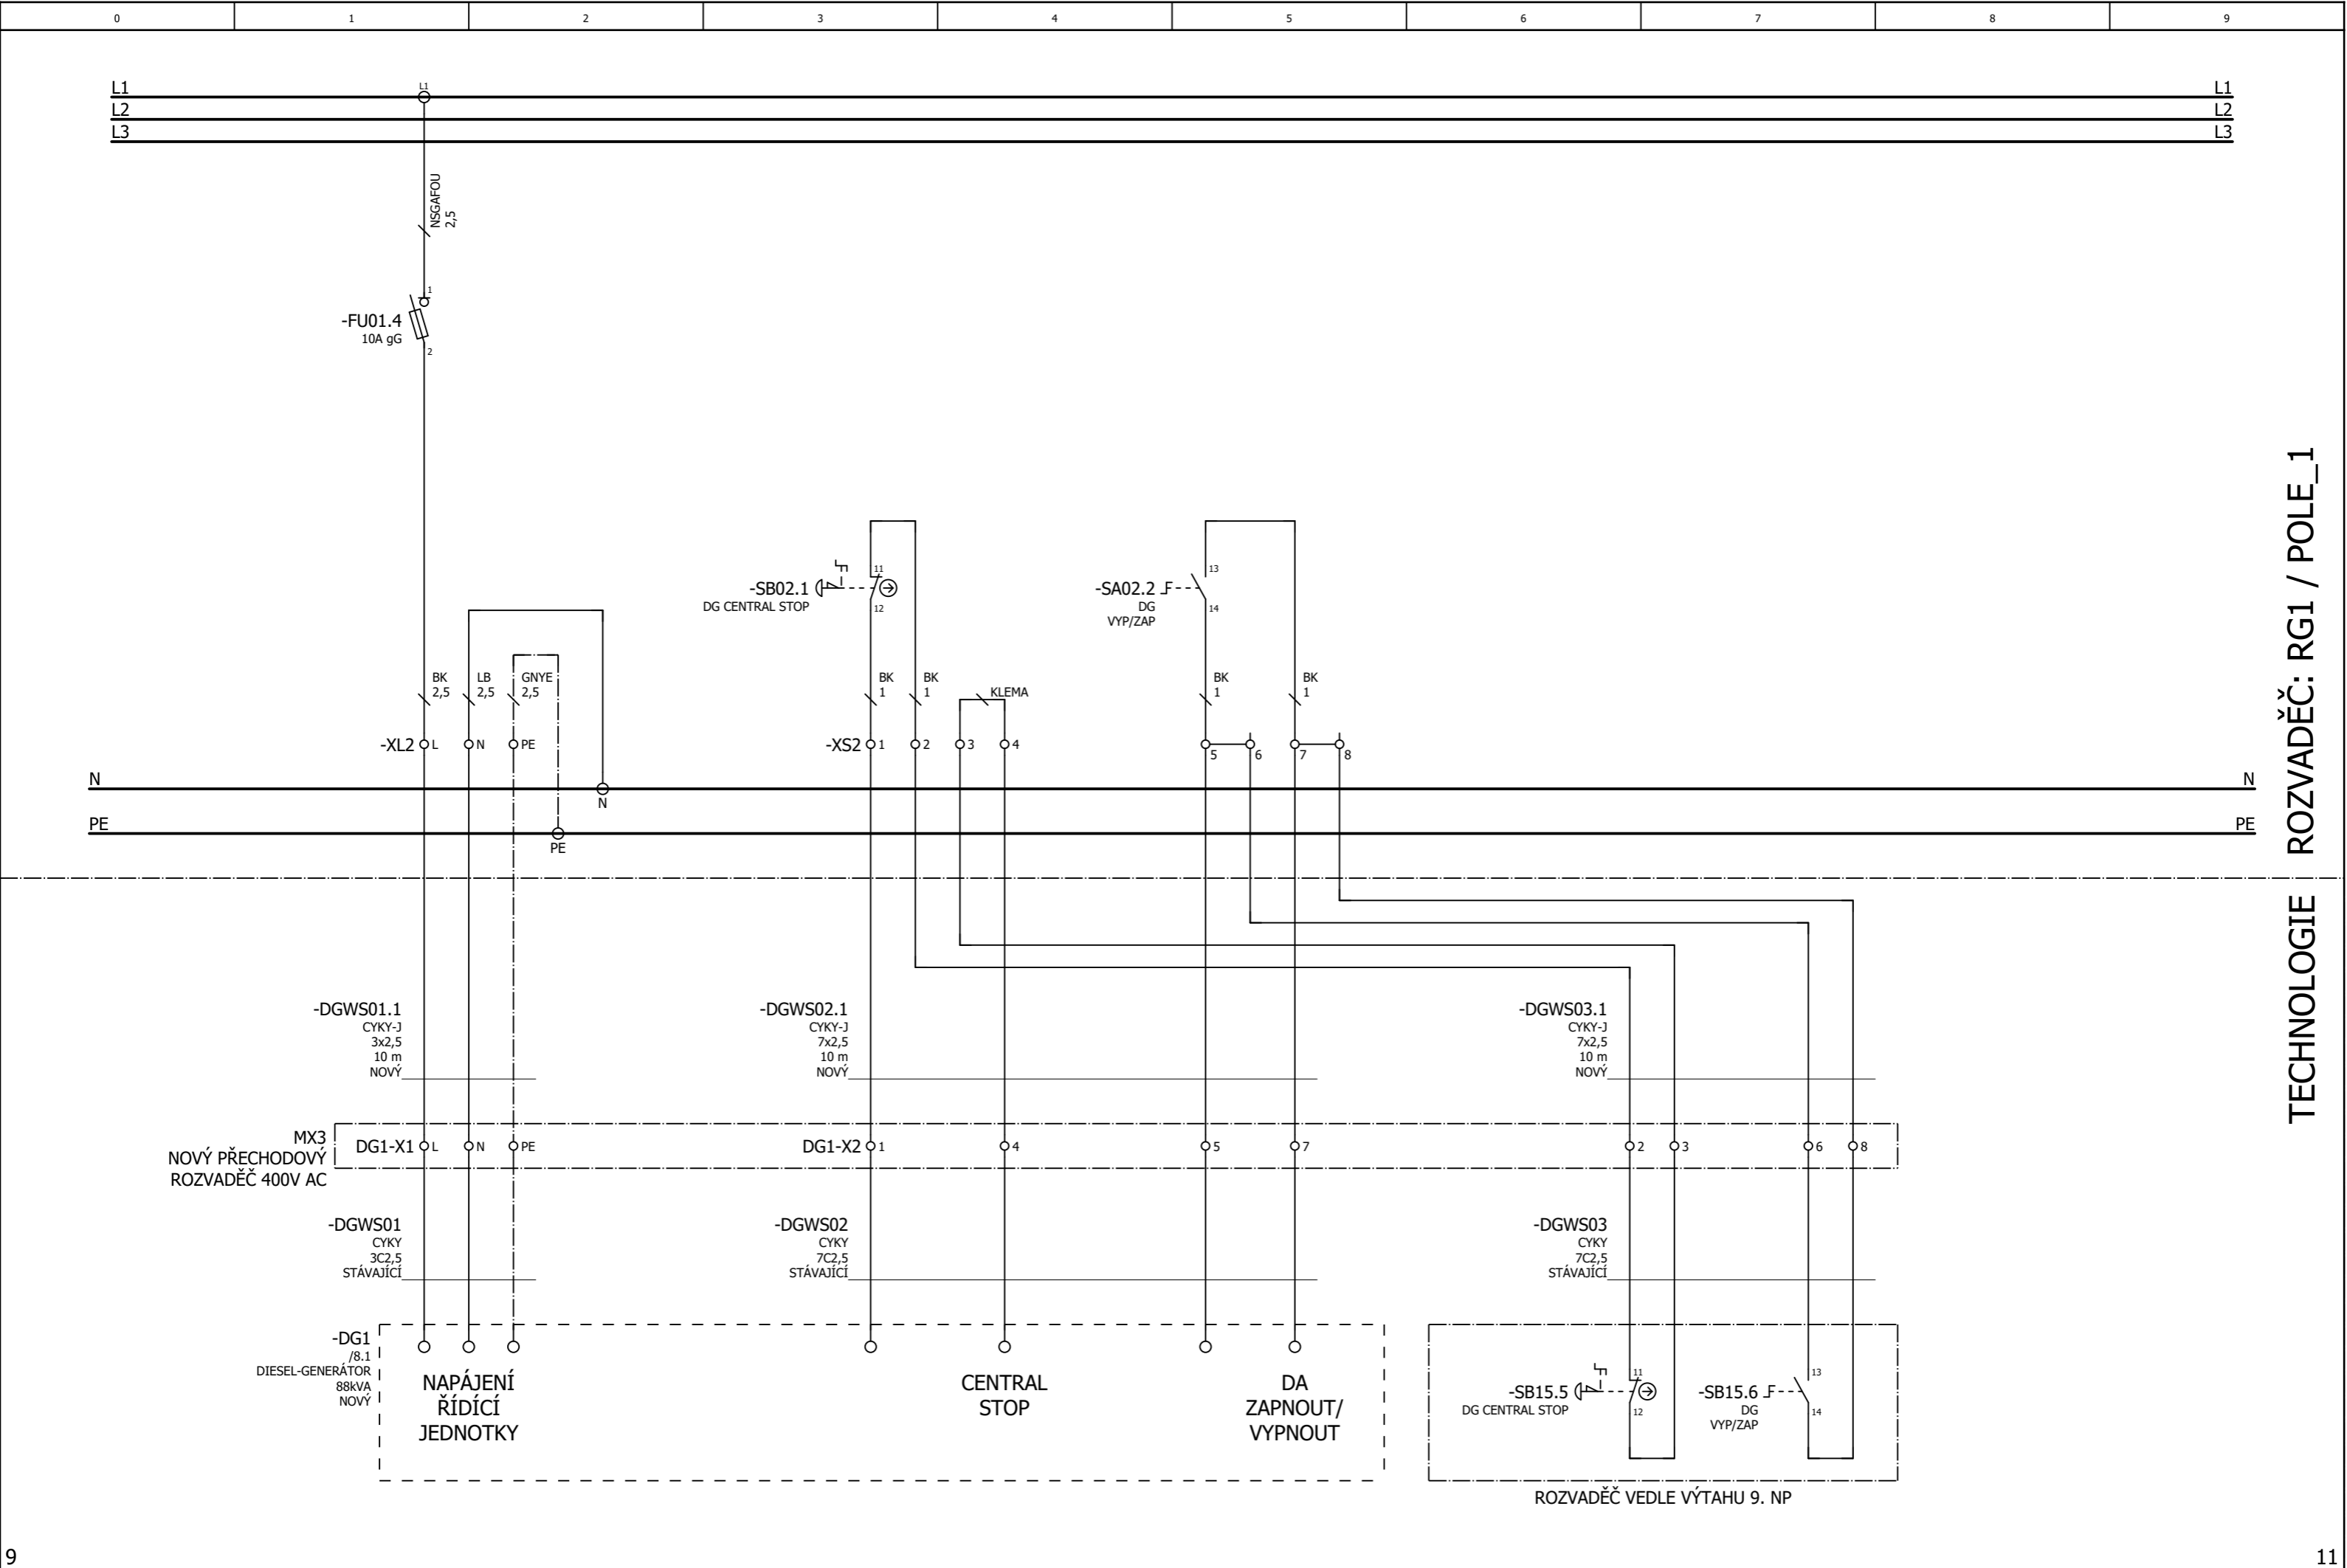 0 1 2 3 4 5 6 7 8 9
L1 L1 L1
L2 L2
L3 L3
NSGAFOU
2,5
1
-FU01.4
10A gG
2
11
-SB02.1
DG CENTRAL STOP
12
13
-SA02.2
DG
VYP/ZAP
14
BK
2,5
LB
2,5
GNYE
2,5
BK
1
BK
1
KLEMA
BK
1
BK
1
-XL2 L N PE
-XS2 1 2 3 4 5 6 7 8
N N
N
PE PE
PE
ROZVADĚČ: RG1 / POLE_1
TECHNOLOGIE
-DGWS01.1
CYKY-J
3x2,5
10 m
NOVÝ
-DGWS02.1
CYKY-J
7x2,5
10 m
NOVÝ
-DGWS03.1
CYKY-J
7x2,5
10 m
NOVÝ
MX3
NOVÝ PŘECHODOVÝ
ROZVADĚČ 400V AC
DG1-X1 L N PE
DG1-X2 1 4 5 7 2 3 6 8
-DGWS01
CYKY
3C2,5
STÁVAJÍCÍ
-DGWS02
CYKY
7C2,5
STÁVAJÍCÍ
-DGWS03
CYKY
7C2,5
STÁVAJÍCÍ
-DG1
/8.1
DIESEL-GENERÁTOR
88kVA
NOVÝ
NAPÁJENÍ
ŘÍDÍCÍ
JEDNOTKY
CENTRAL
STOP
DA
ZAPNOUT/
VYPNOUT
11
-SB15.5
DG CENTRAL STOP
12
13
-SB15.6
DG
VYP/ZAP
14
ROZVADĚČ VEDLE VÝTAHU 9. NP
9
11